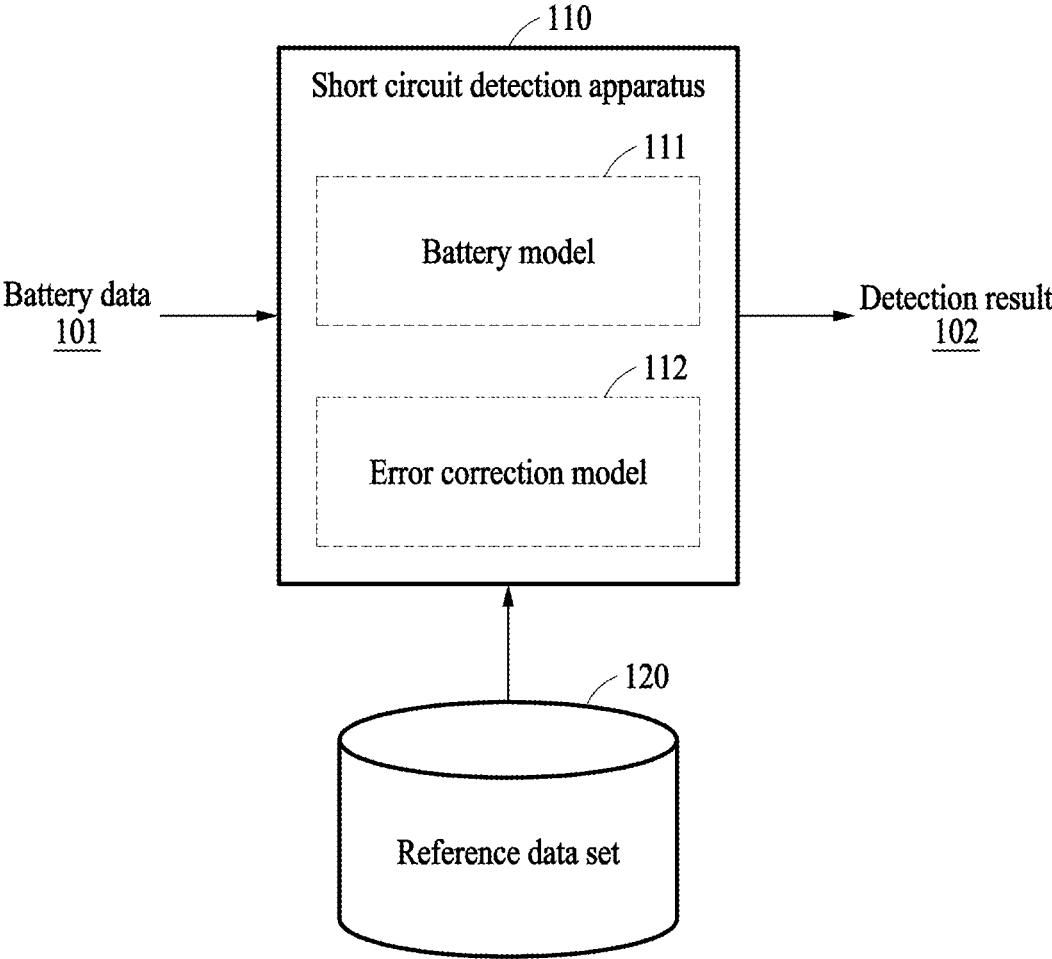 110
Short circuit detection apparatus
111
Battery model
Battery data
101
Detection result
102
112
Error correction model
120
Reference data set